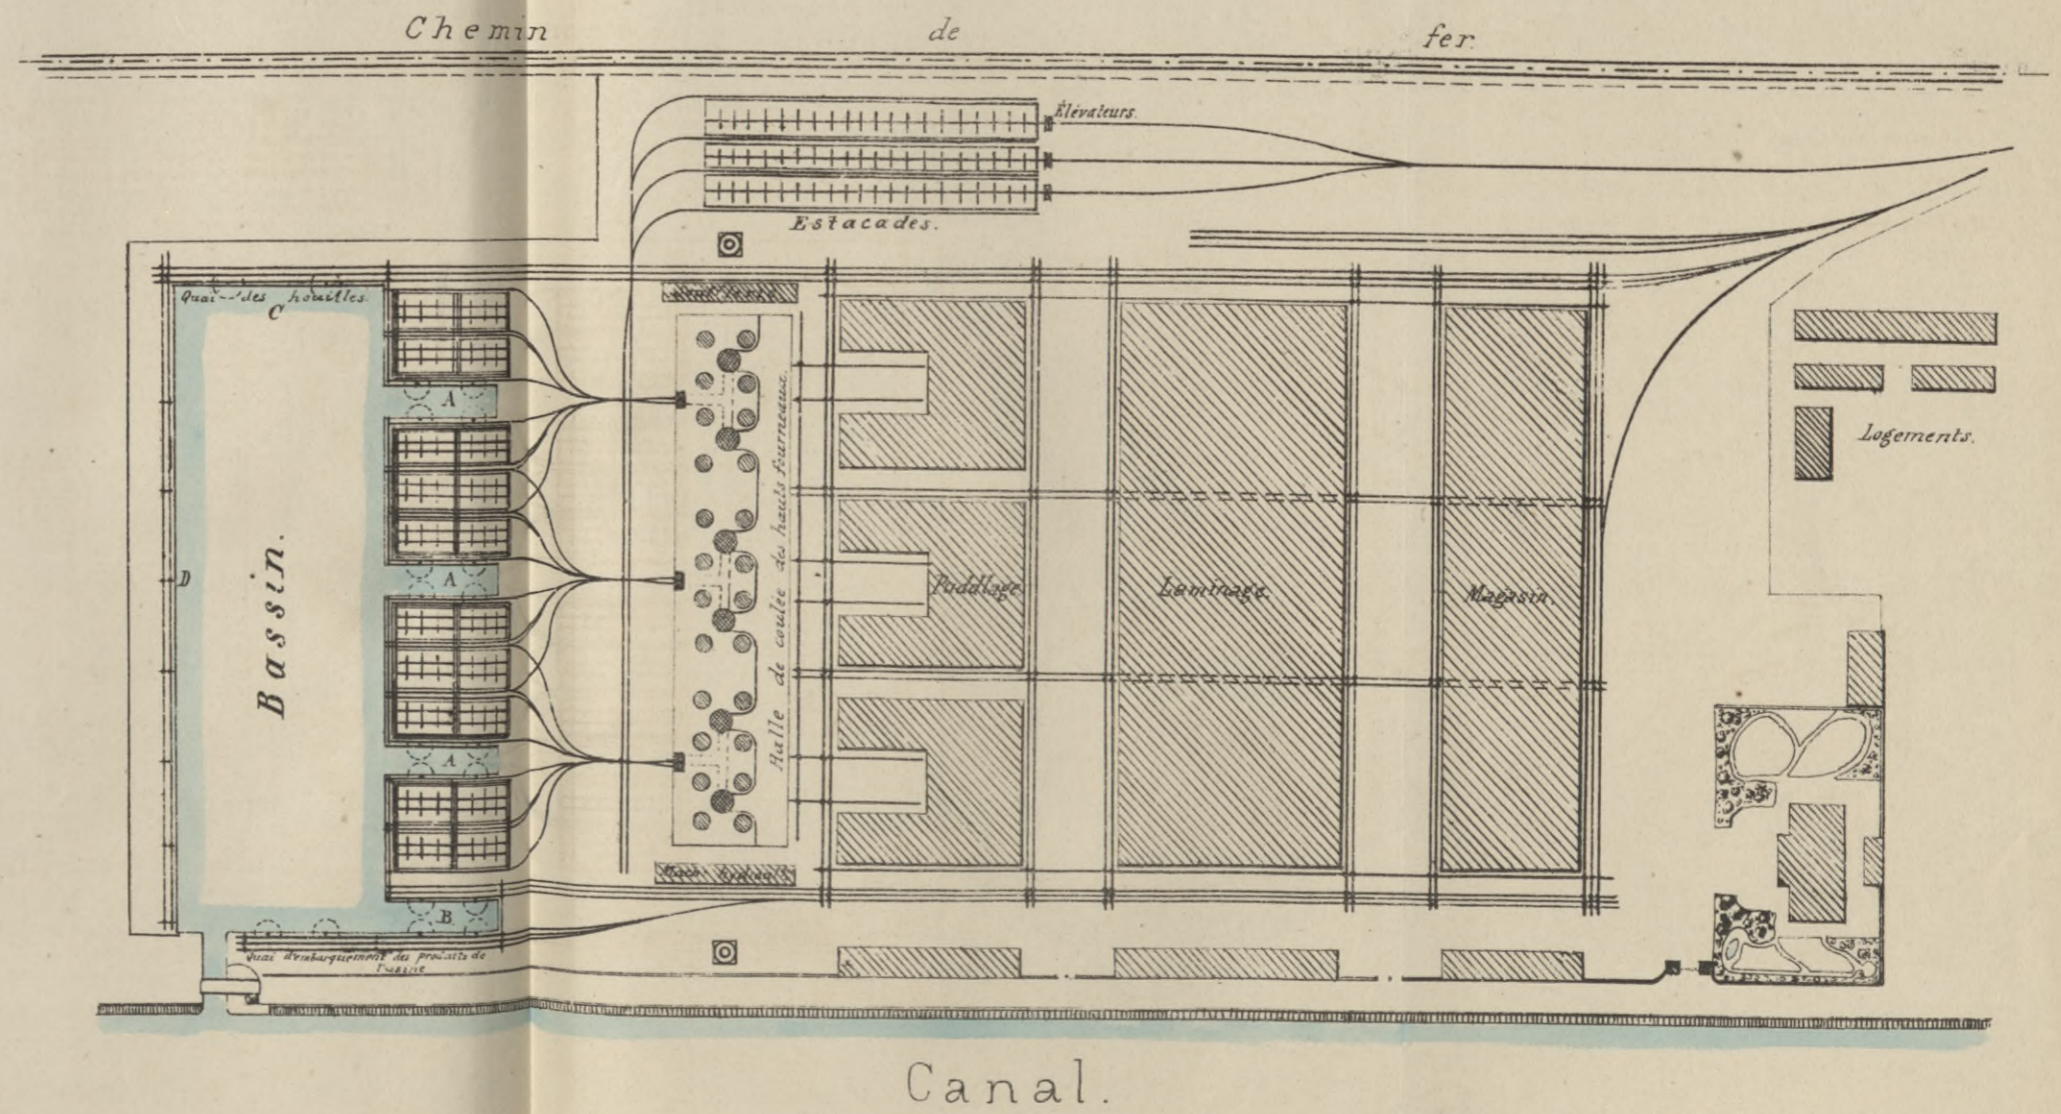 Chemin de fer.
Élévateurs.
Estacades.
Quai des houilles.
C
A
Halle de coulée des hauts fourneaux.
Logements.
Bassin.
D
A
Puddlage.
Laminage.
Magasin.
A
B
Quai d'embarquement des produits de
l'usine
Canal.